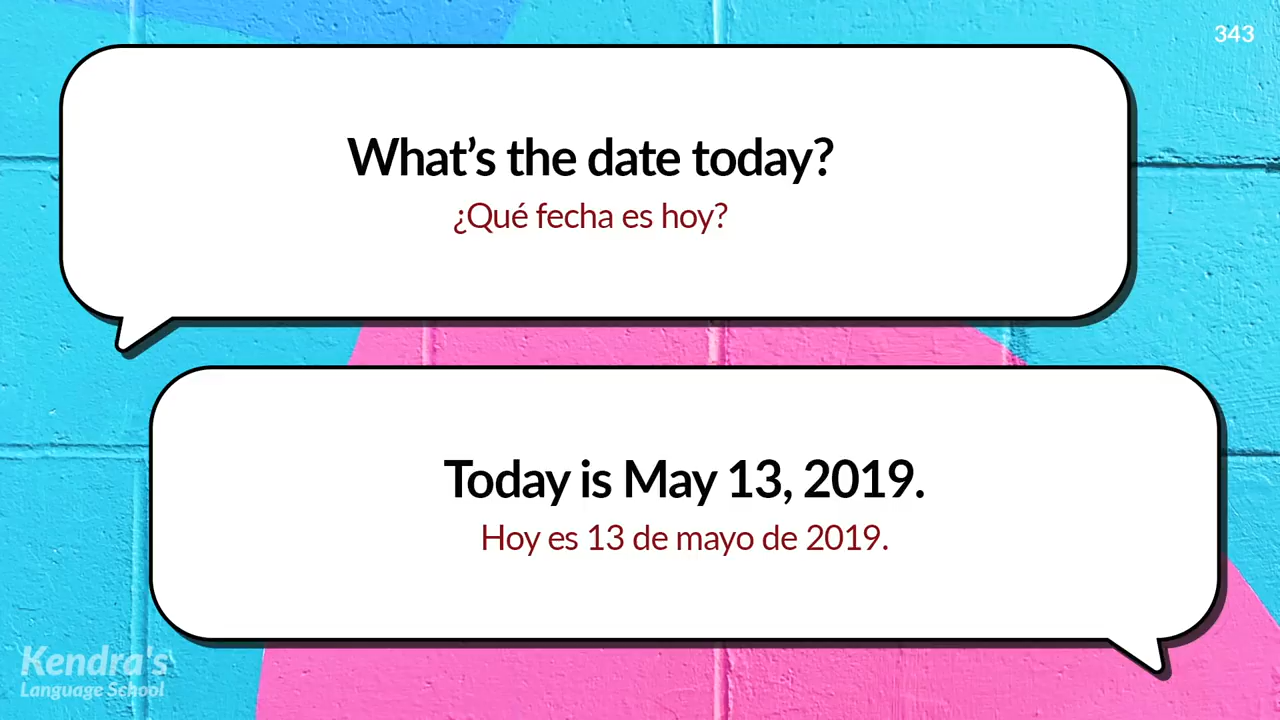 343
What's the date today?
¿Qué fecha es hoy?
Today is May 13, 2019.
Hoy es 13 de mayo de 2019.
Kendra's
Language School